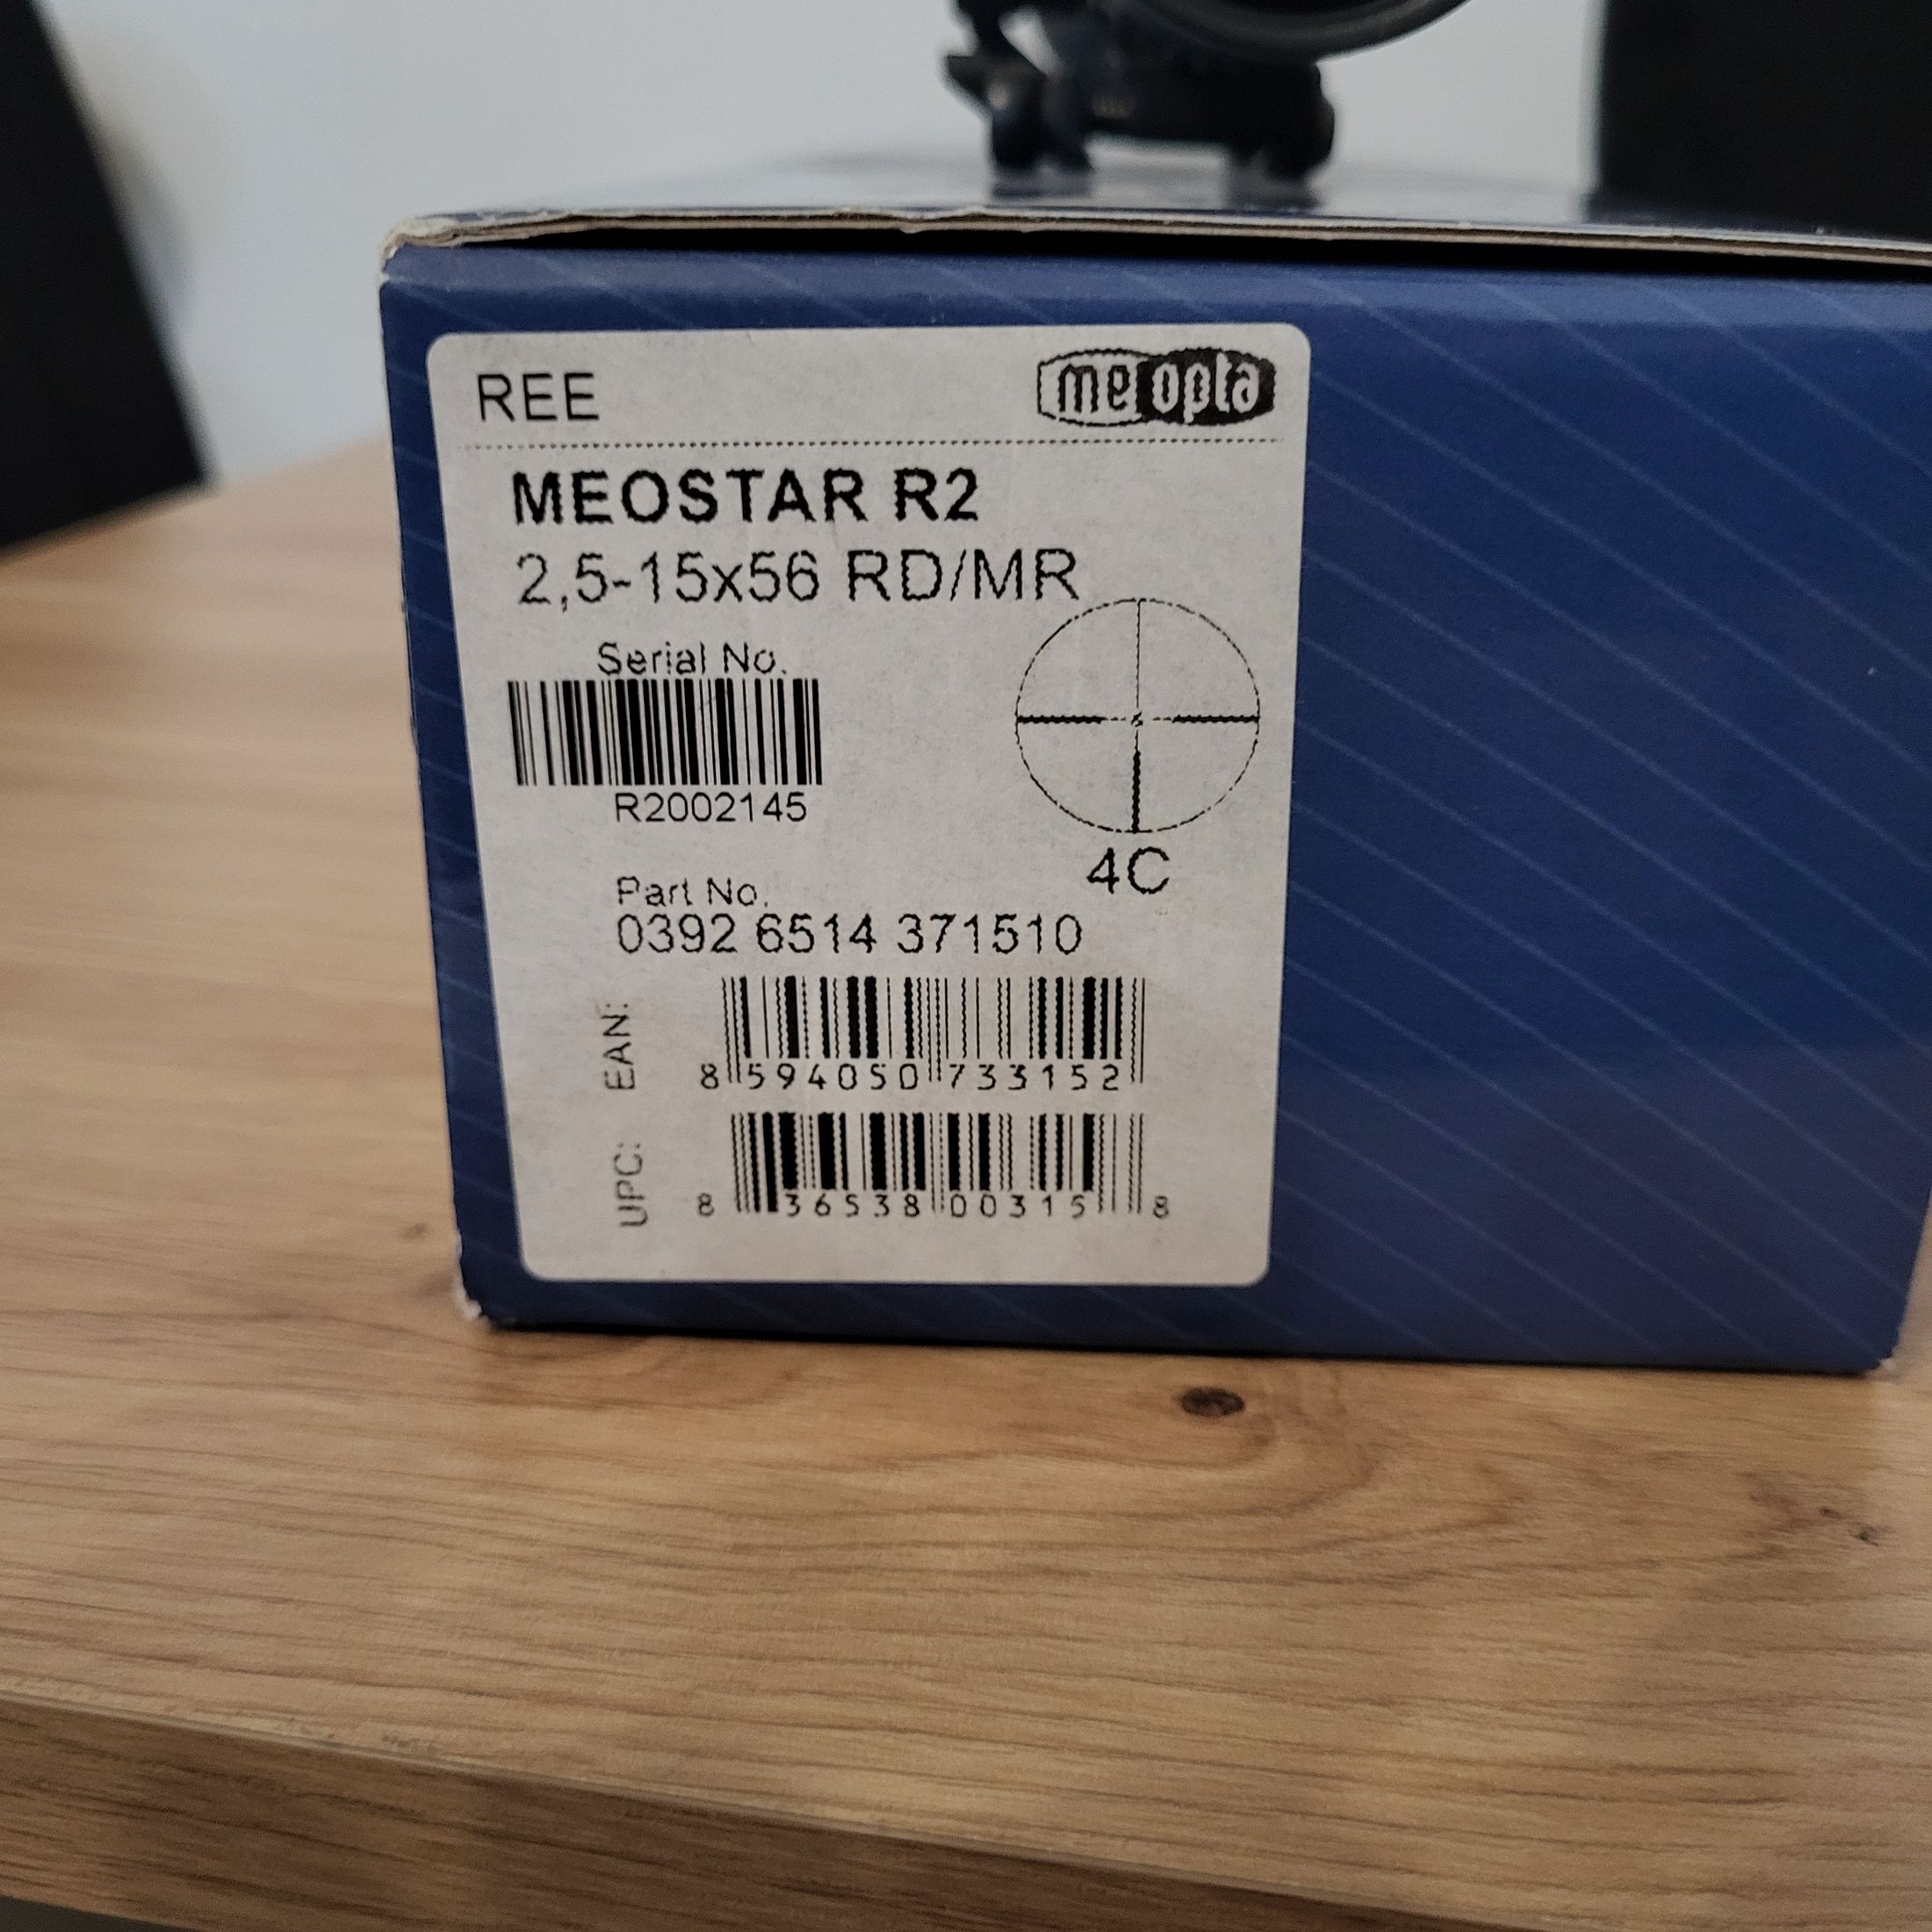 REE
meopta
MEOSTAR R2
2,5-15x56 RD/MR
Serial No.
R2002145
4C
Part No.
0392 6514 371510
EAN:
8 594050 733152
UPC:
8 36538 00315 8